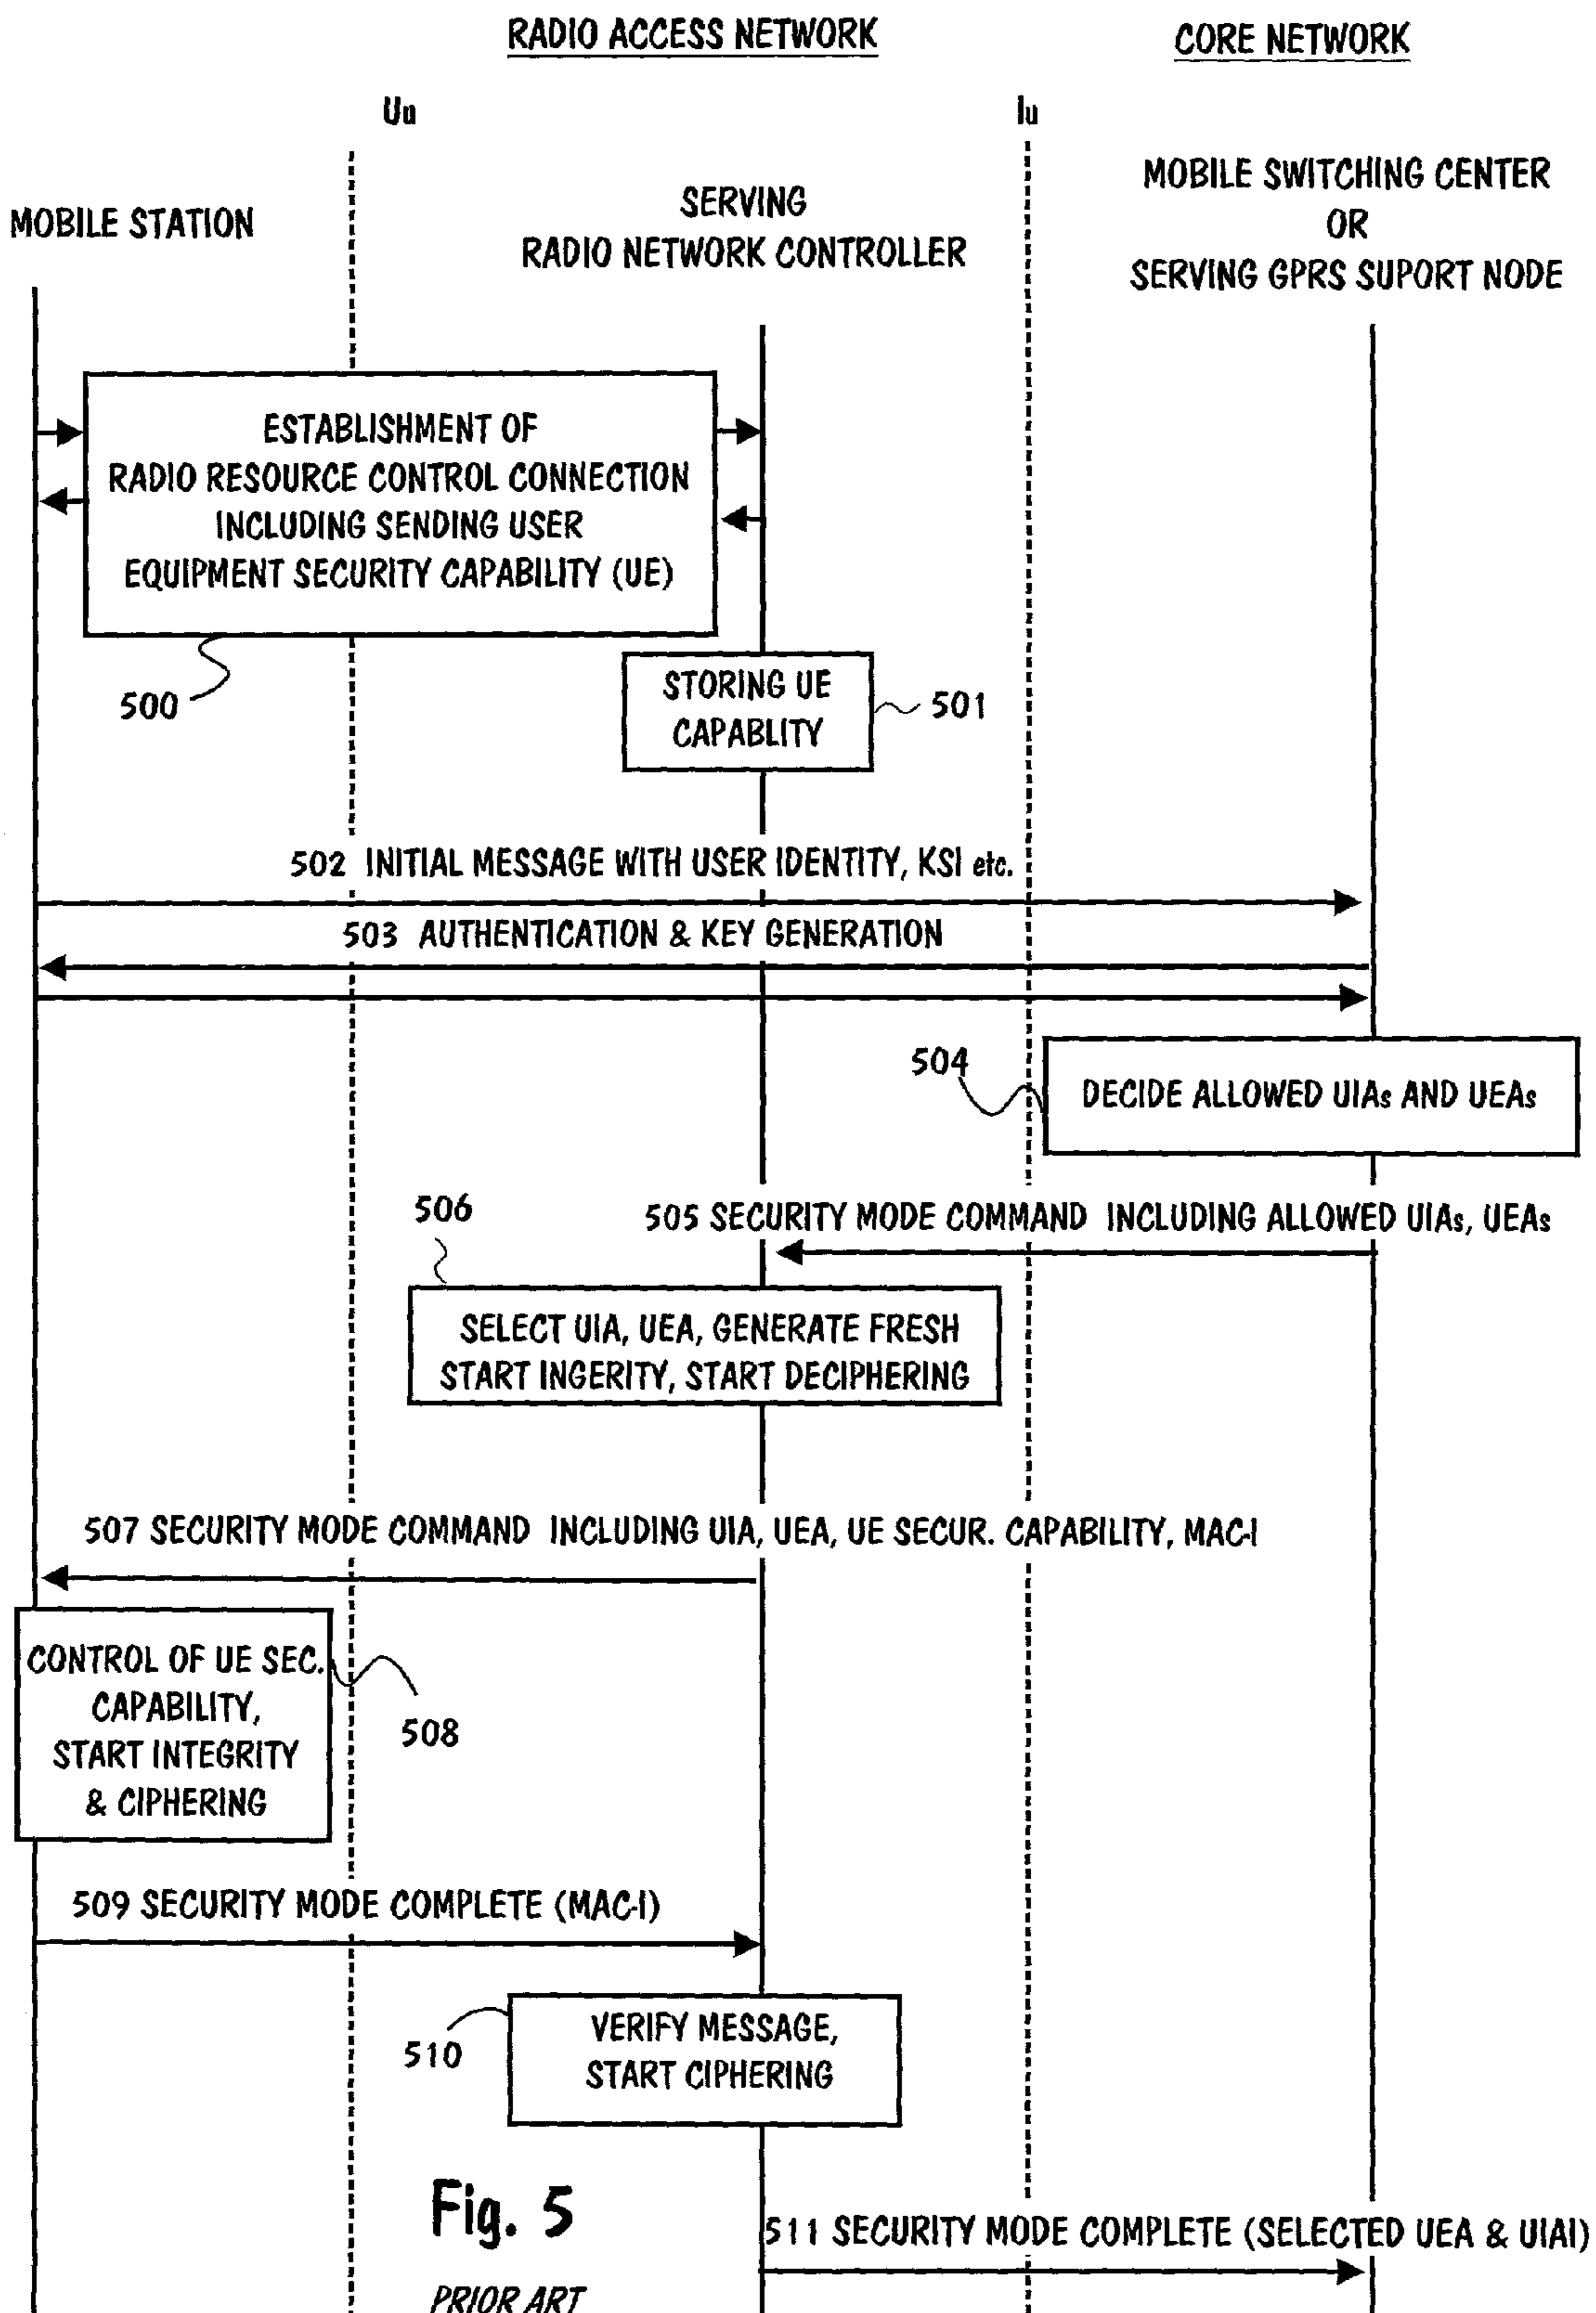 RADIO ACCESS NETWORK
CORE NETWORK
Uu
Iu
MOBILE STATION
SERVING
RADIO NETWORK CONTROLLER
MOBILE SWITCHING CENTER
OR
SERVING GPRS SUPORT NODE
ESTABLISHMENT OF
RADIO RESOURCE CONTROL CONNECTION
INCLUDING SENDING USER
EQUIPMENT SECURITY CAPABILITY (UE)
500
STORING UE
CAPABLITY
501
502 INITIAL MESSAGE WITH USER IDENTITY, KSI etc.
503 AUTHENTICATION & KEY GENERATION
504
DECIDE ALLOWED UIAs AND UEAs
505 SECURITY MODE COMMAND INCLUDING ALLOWED UIAs, UEAs
506
SELECT UIA, UEA, GENERATE FRESH
START INGERITY, START DECIPHERING
507 SECURITY MODE COMMAND INCLUDING UIA, UEA, UE SECUR. CAPABILITY, MAC-I
CONTROL OF UE SEC.
CAPABILITY,
START INTEGRITY
& CIPHERING
508
509 SECURITY MODE COMPLETE (MAC-I)
VERIFY MESSAGE,
START CIPHERING
510
Fig. 5
511 SECURITY MODE COMPLETE (SELECTED UEA & UIAI)
PRIOR ART